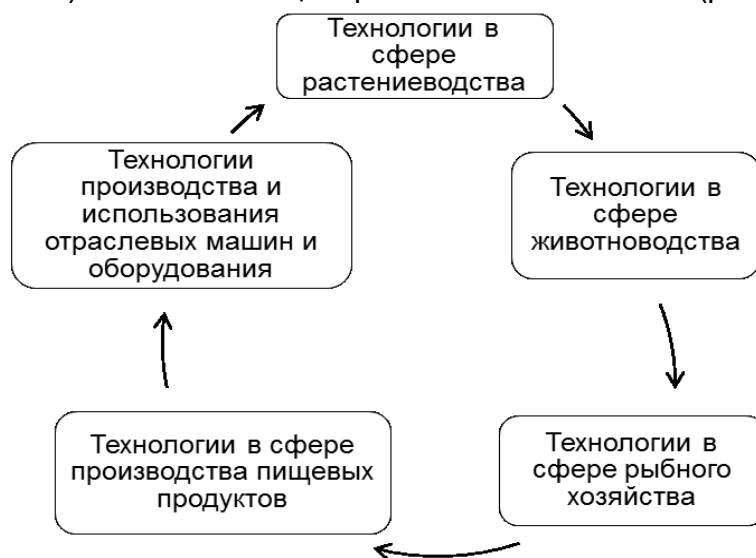 Технологии в
сфере
растениеводства
Технологии
производства и
использования
отраслевых машин и
оборудования
Технологии в
сфере
животноводства
Технологии в сфере
производства пищевых
продуктов
Технологии в
сфере рыбного
хозяйства